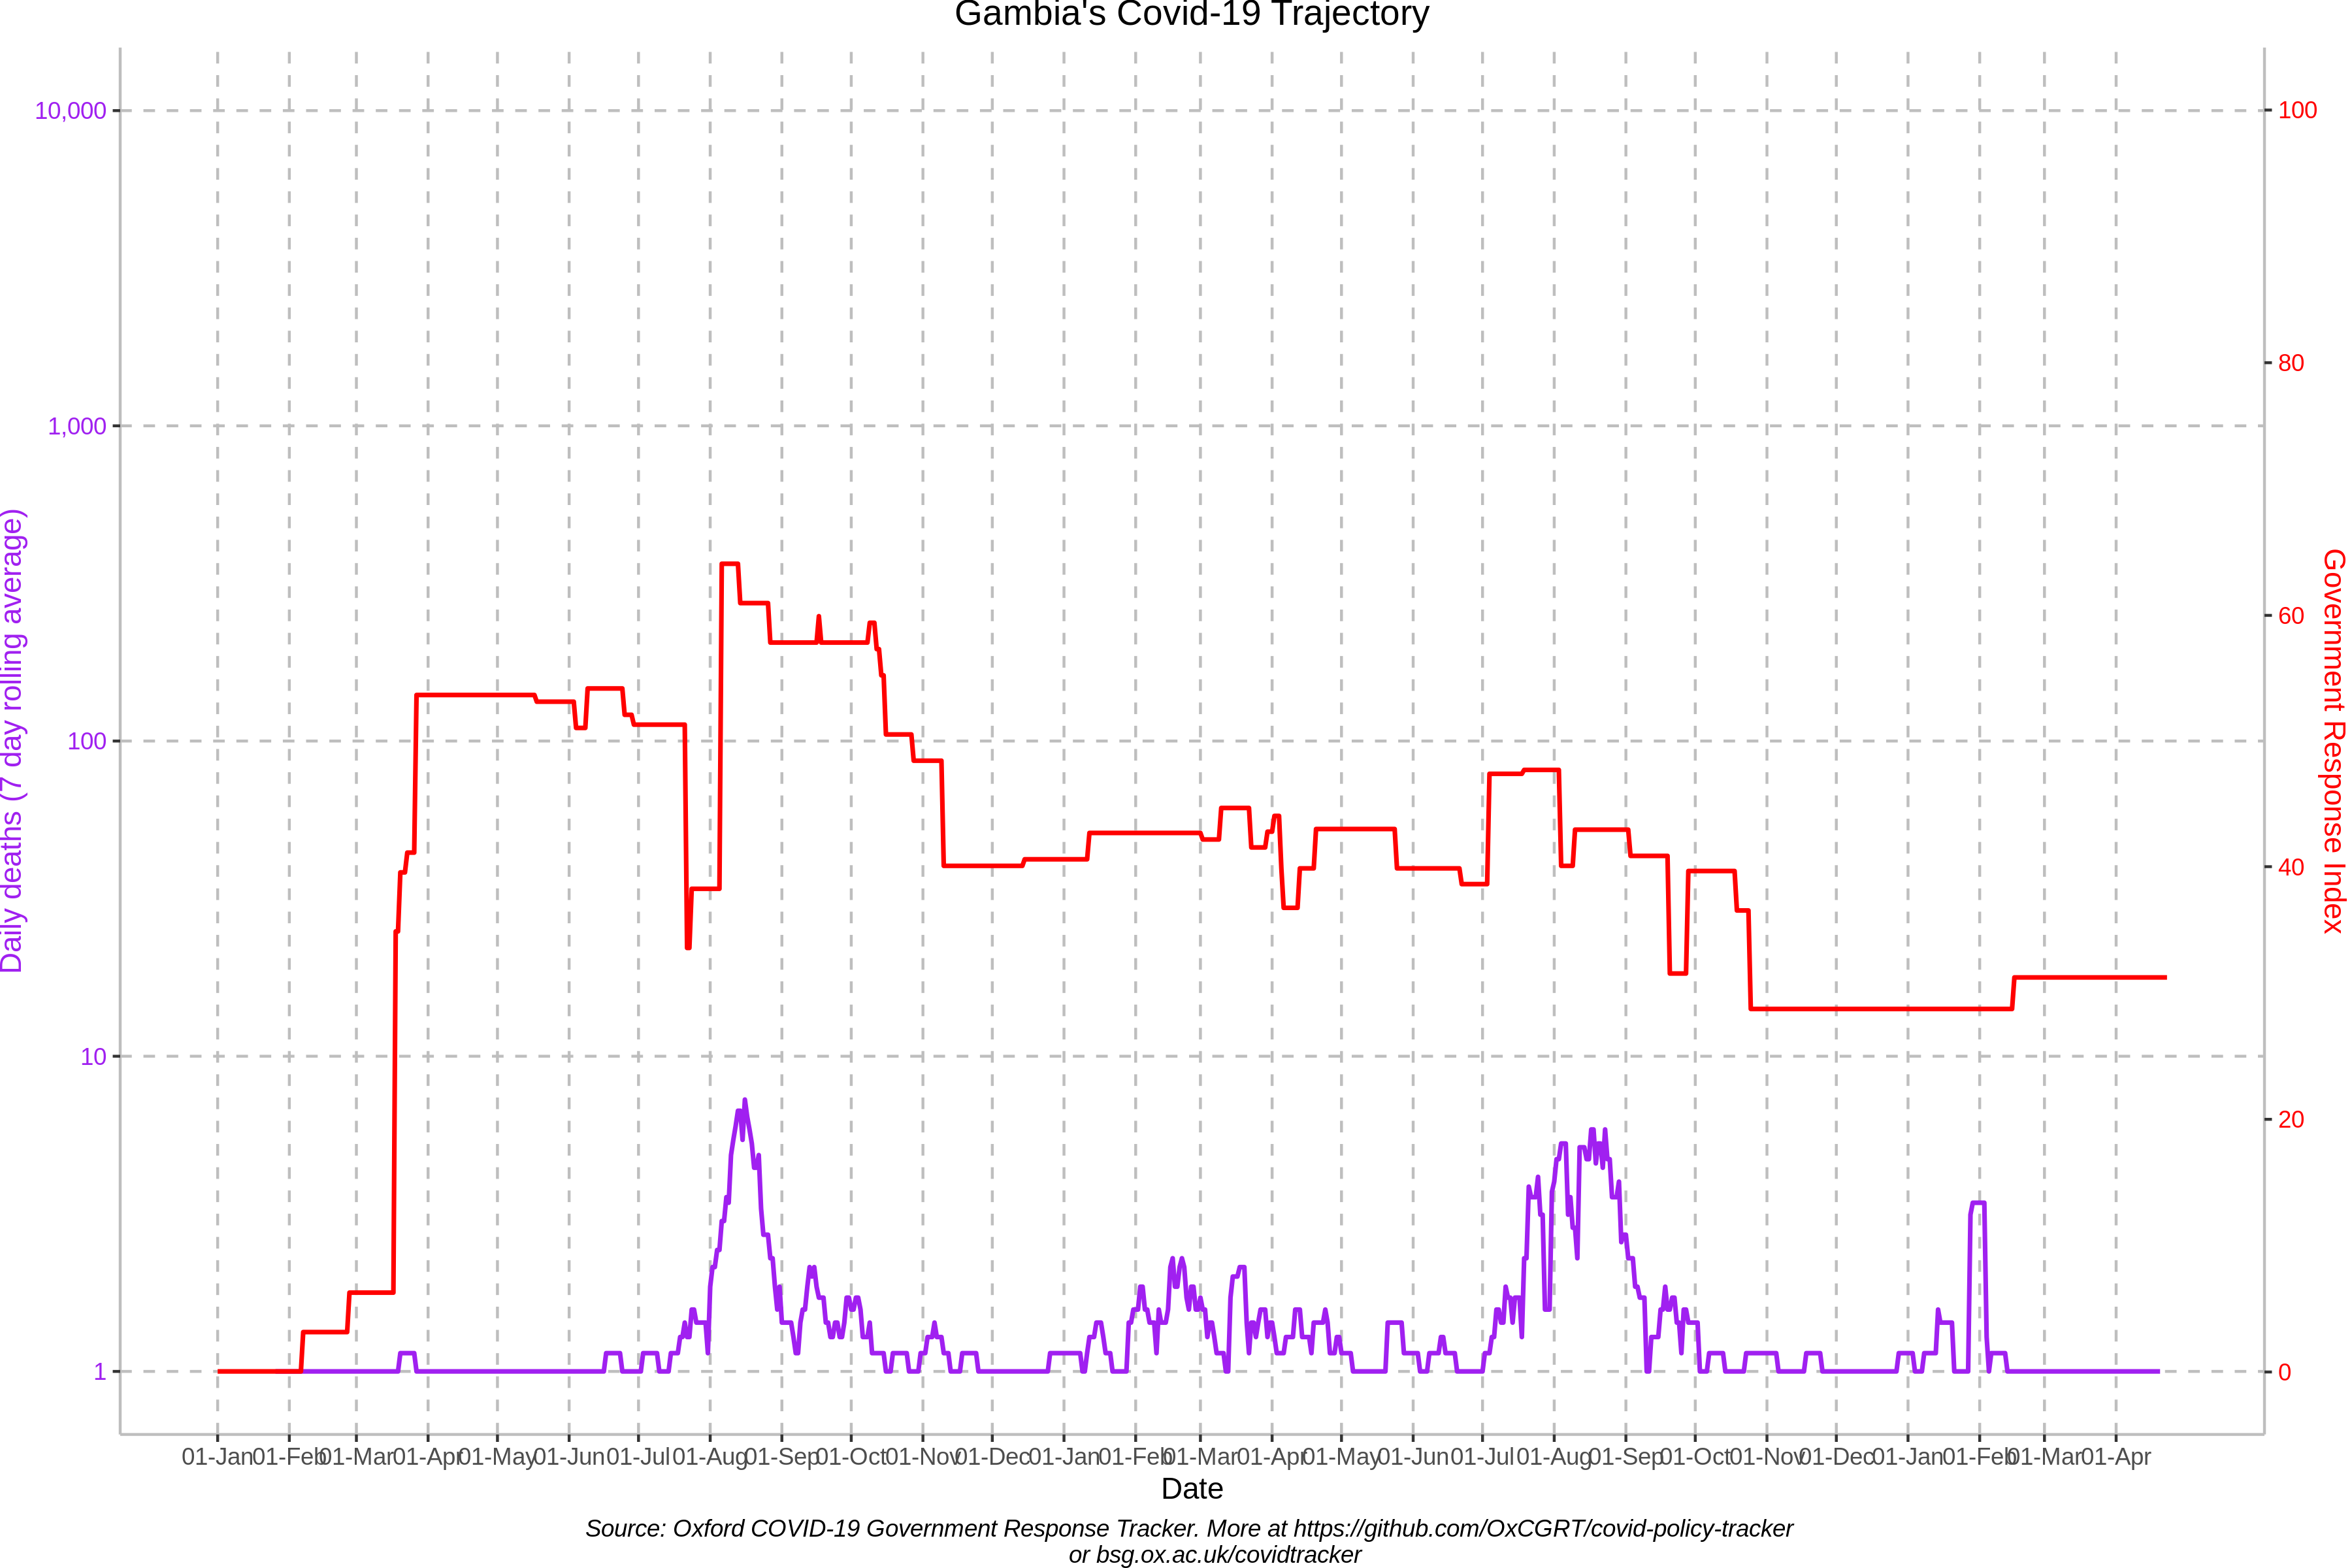 Gambia's Covid-19 Trajectory
10,000
1,000
100
10
1
Daily deaths (7 day rolling average)
100
80
60
40
20
0
Government Response Index
01-Jan 01-Feb 01-Mar 01-Apr 01-May 01-Jun 01-Jul 01-Aug 01-Sep 01-Oct 01-Nov 01-Dec 01-Jan 01-Feb 01-Mar 01-Apr 01-May 01-Jun 01-Jul 01-Aug 01-Sep 01-Oct 01-Nov 01-Dec 01-Jan 01-Feb 01-Mar 01-Apr
Date
Source: Oxford COVID-19 Government Response Tracker. More at https://github.com/OxCGRT/covid-policy-tracker
or bsg.ox.ac.uk/covidtracker